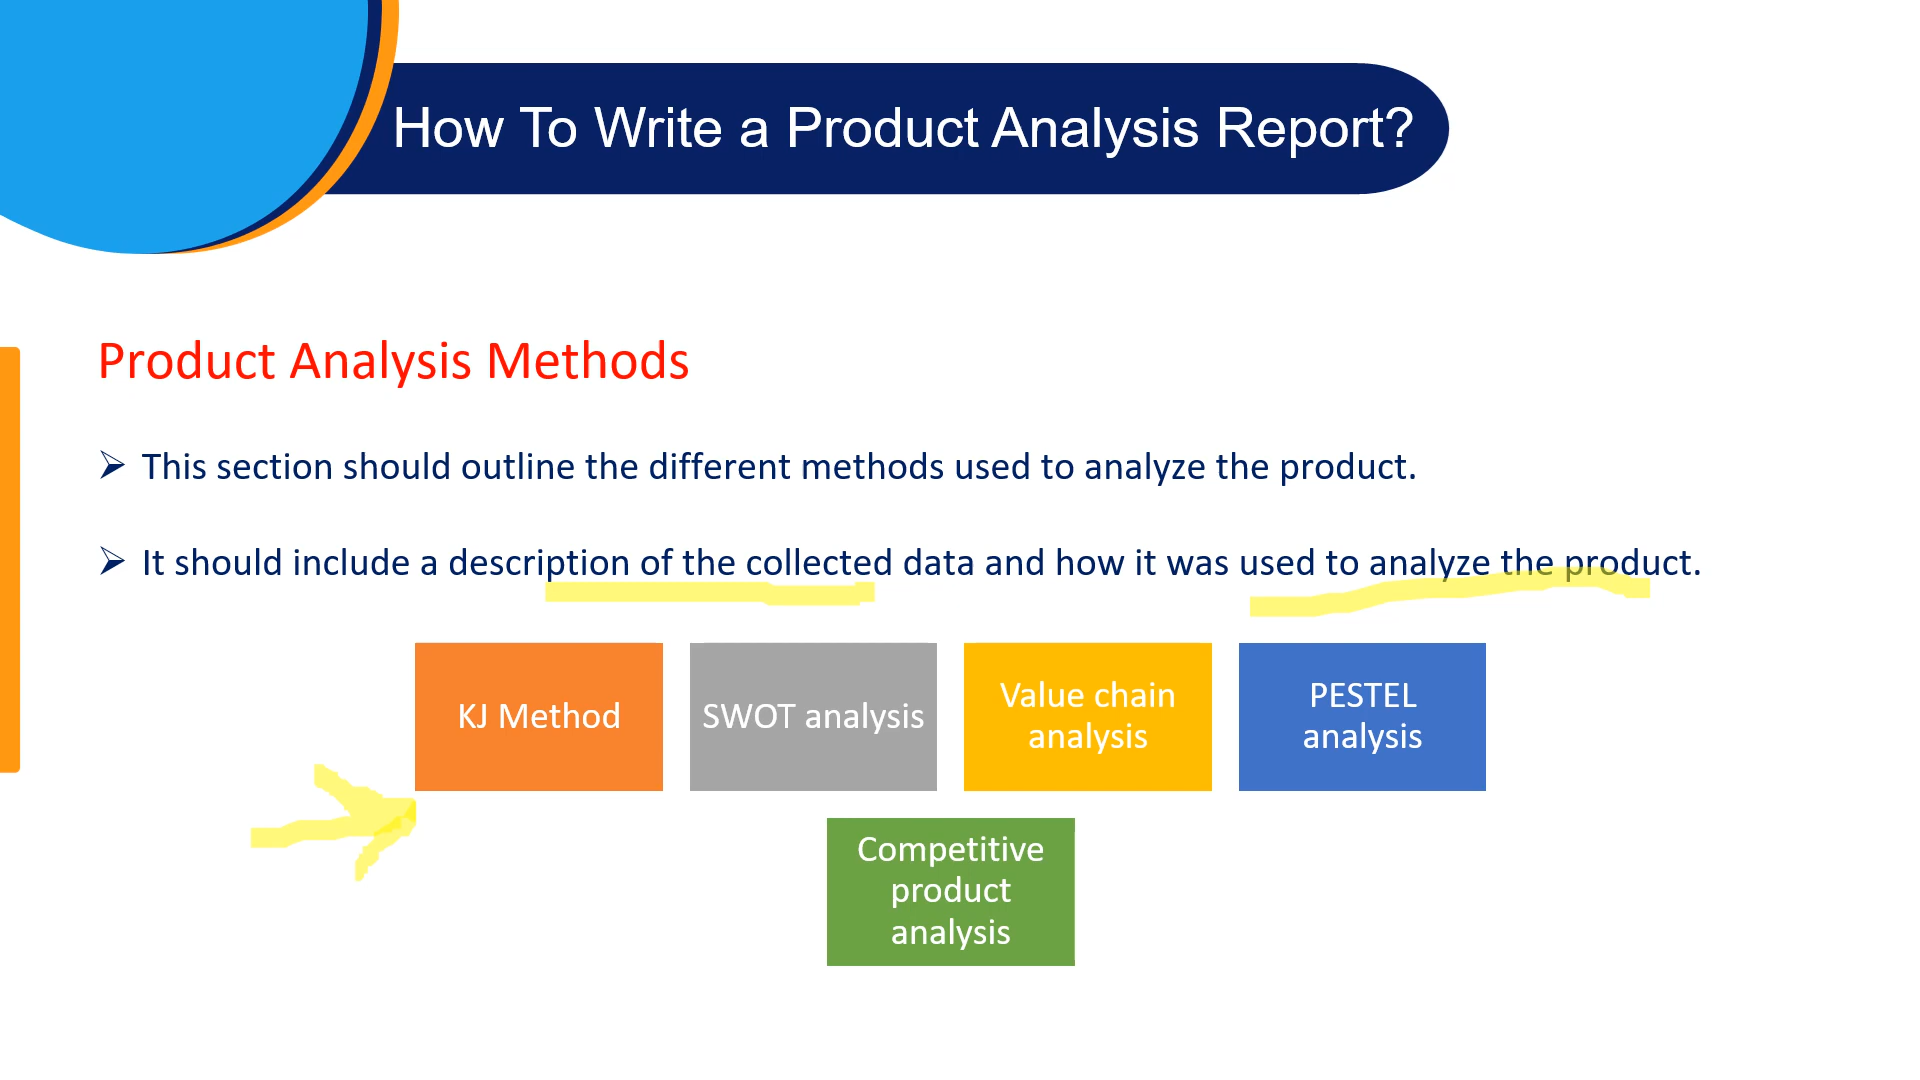 How To Write a Product Analysis Report?
Product Analysis Methods
This section should outline the different methods used to analyze the product.
It should include a description of the collected data and how it was used to analyze the product.
KJ Method
SWOT analysis
Value chain
analysis
PESTEL
analysis
Competitive
product
analysis